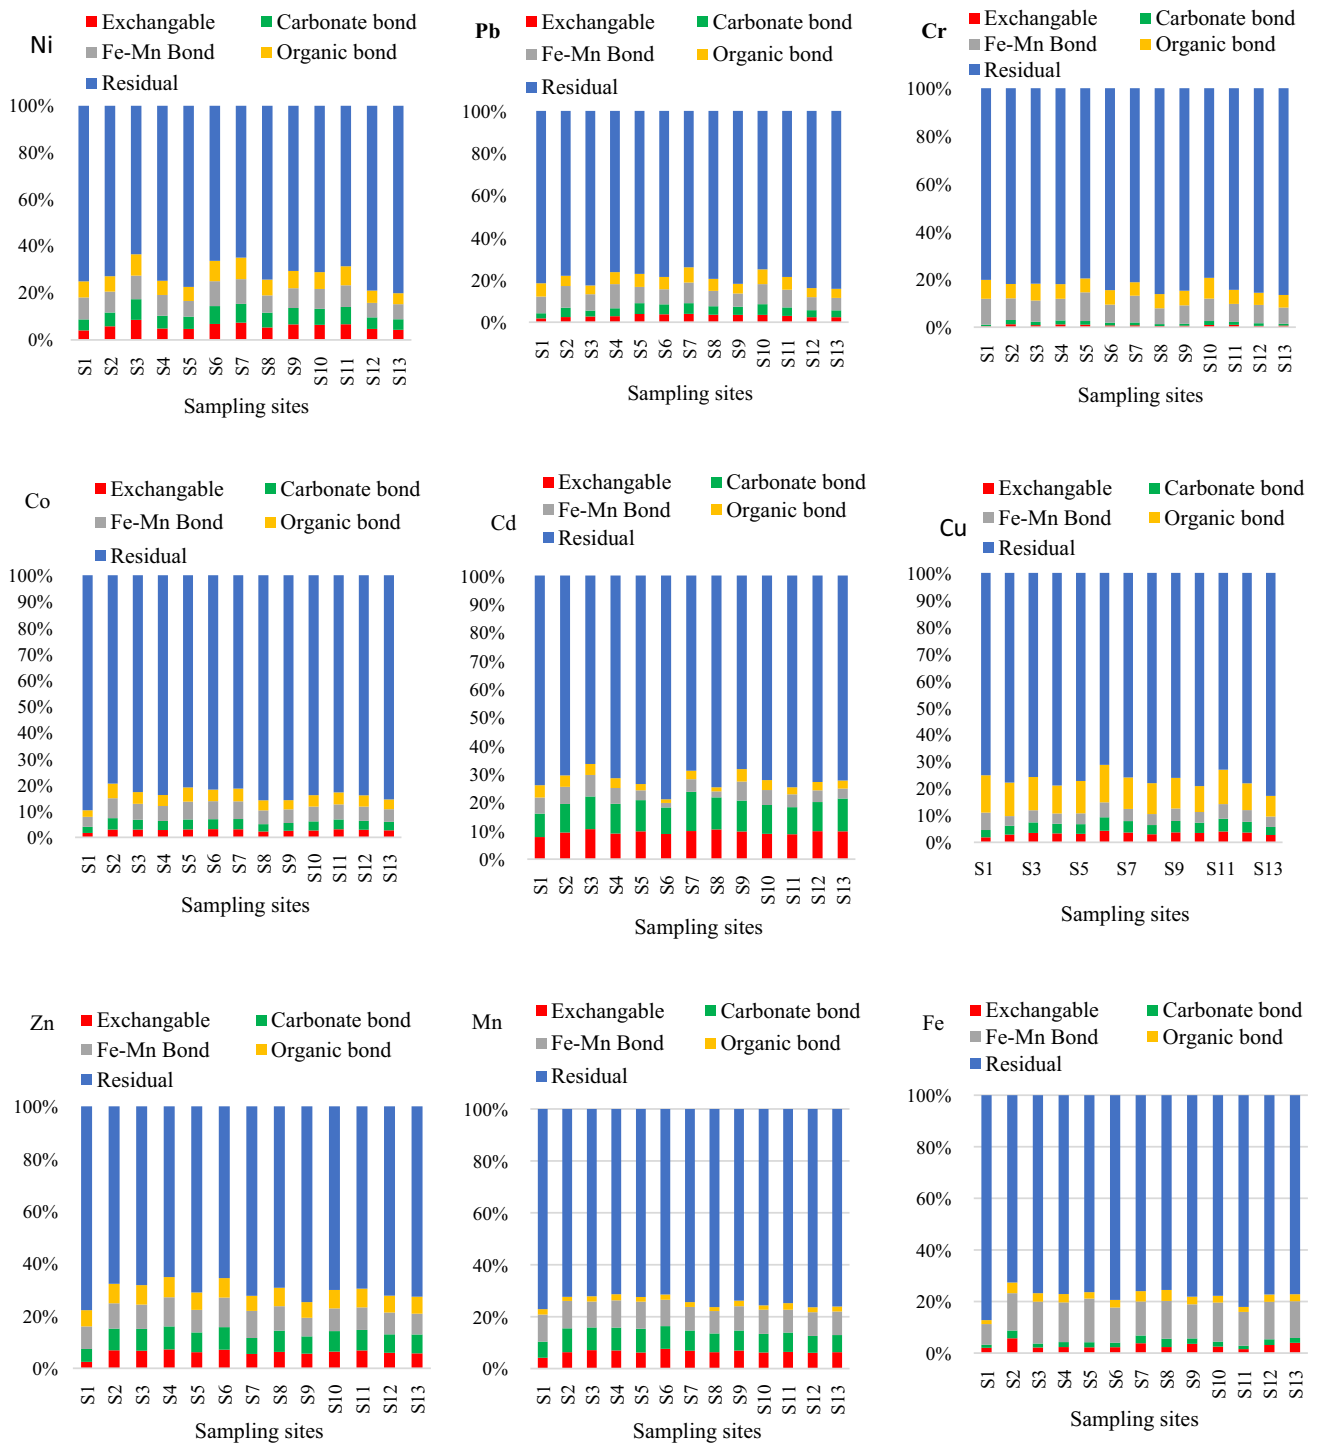 Ni
Exchangable Carbonate bond
Fe-Mn Bond Organic bond
Residual
100%
80%
60%
40%
20%
0%
S1 S2 S3 S4 S5 S6 S7 S8 S9 S10 S11 S12 S13
Sampling sites
Pb
Exchangable Carbonate bond
Fe-Mn Bond Organic bond
Residual
100%
80%
60%
40%
20%
0%
S1 S2 S3 S4 S5 S6 S7 S8 S9 S10 S11 S12 S13
Sampling sites
Cr
Exchangable Carbonate bond
Fe-Mn Bond Organic bond
Residual
100%
80%
60%
40%
20%
0%
S1 S2 S3 S4 S5 S6 S7 S8 S9 S10 S11 S12 S13
Sampling sites
Co
Exchangable Carbonate bond
Fe-Mn Bond Organic bond
Residual
100%
90%
80%
70%
60%
50%
40%
30%
20%
10%
0%
S1 S2 S3 S4 S5 S6 S7 S8 S9 S10 S11 S12 S13
Sampling sites
Cd
Exchangable Carbonate bond
Fe-Mn Bond Organic bond
Residual
100%
90%
80%
70%
60%
50%
40%
30%
20%
10%
0%
S1 S2 S3 S4 S5 S6 S7 S8 S9 S10 S11 S12 S13
Sampling sites
Cu
Exchangable Carbonate bond
Fe-Mn Bond Organic bond
Residual
100%
90%
80%
70%
60%
50%
40%
30%
20%
10%
0%
S1 S3 S5 S7 S9 S11 S13
Sampling sites
Zn
Exchangable Carbonate bond
Fe-Mn Bond Organic bond
Residual
100%
80%
60%
40%
20%
0%
S1 S2 S3 S4 S5 S6 S7 S8 S9 S10 S11 S12 S13
Sampling sites
Mn
Exchangable Carbonate bond
Fe-Mn Bond Organic bond
Residual
100%
80%
60%
40%
20%
0%
S1 S2 S3 S4 S5 S6 S7 S8 S9 S10 S11 S12 S13
Sampling sites
Fe
Exchangable Carbonate bond
Fe-Mn Bond Organic bond
Residual
100%
80%
60%
40%
20%
0%
S1 S2 S3 S4 S5 S6 S7 S8 S9 S10 S11 S12 S13
Sampling sites